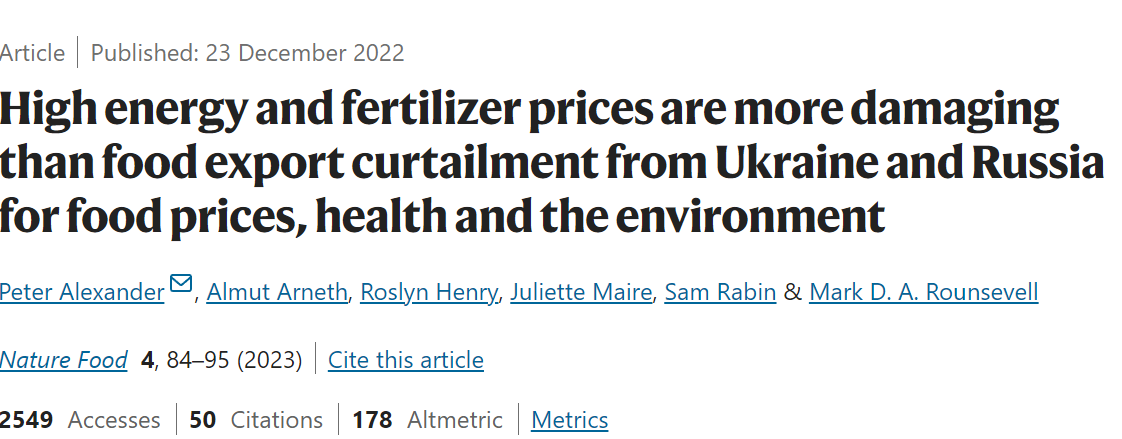 Article | Published: 23 December 2022
High energy and fertilizer prices are more damaging
than food export curtailment from Ukraine and Russia
for food prices, health and the environment
Peter Alexander, Almut Arneth, Roslyn Henry, Juliette Maire, Sam Rabin & Mark D. A. Rounsevell
Nature Food 4, 84–95 (2023) | Cite this article
2549 Accesses | 50 Citations | 178 Altmetric | Metrics